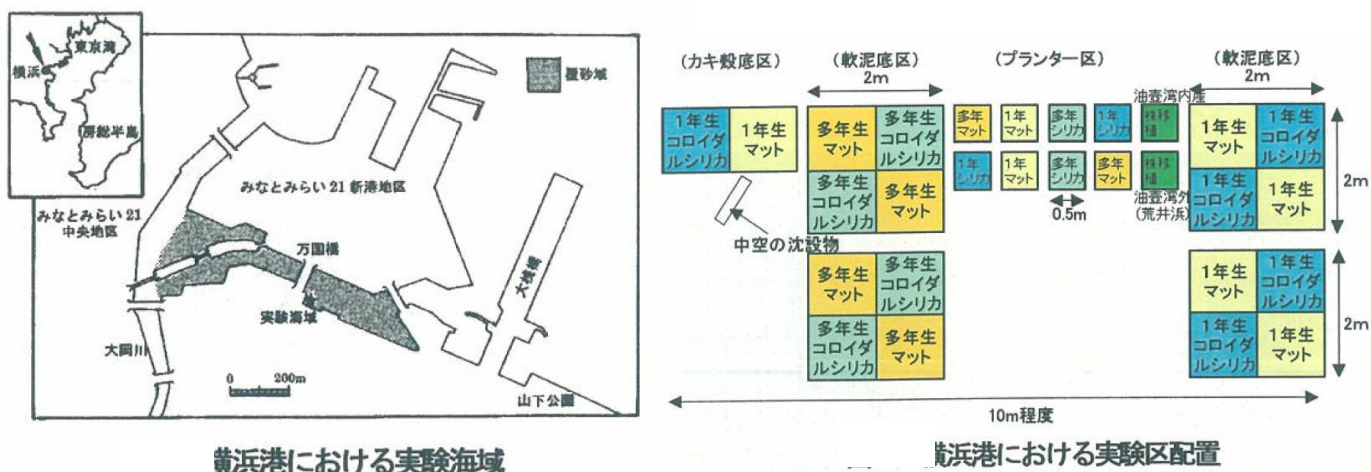 東京湾
横浜
房総半島
覆砂域
みなとみらい21新港地区
みなとみらい21
中央地区
万国橋
大桟橋
実験海域
大岡川
0 200m
山下公園
横浜港における実験海域
(カキ殻底区)
(軟泥底区)
2m
(プランター区)
(軟泥底区)
2m
1年生
コロイダ
ルシリカ
1年生
マット
多年生
マット
多年生
コロイダ
ルシリカ
多年生
コロイダ
ルシリカ
多年生
マット
多年
マット
1年
マット
多年
シリカ
1年
シリカ
油壺湾内産
株移
植
1年
シリカ
1年
マット
多年
シリカ
多年
マット
株移
植
油壺湾外
(荒井浜)
0.5m
1年生
マット
1年生
コロイダ
ルシリカ
1年生
コロイダ
ルシリカ
1年生
マット
2m
中空の沈設物
多年生
マット
多年生
コロイダ
ルシリカ
多年生
コロイダ
ルシリカ
多年生
マット
1年生
マット
1年生
コロイダ
ルシリカ
1年生
コロイダ
ルシリカ
1年生
マット
2m
10m程度
横浜港における実験区配置